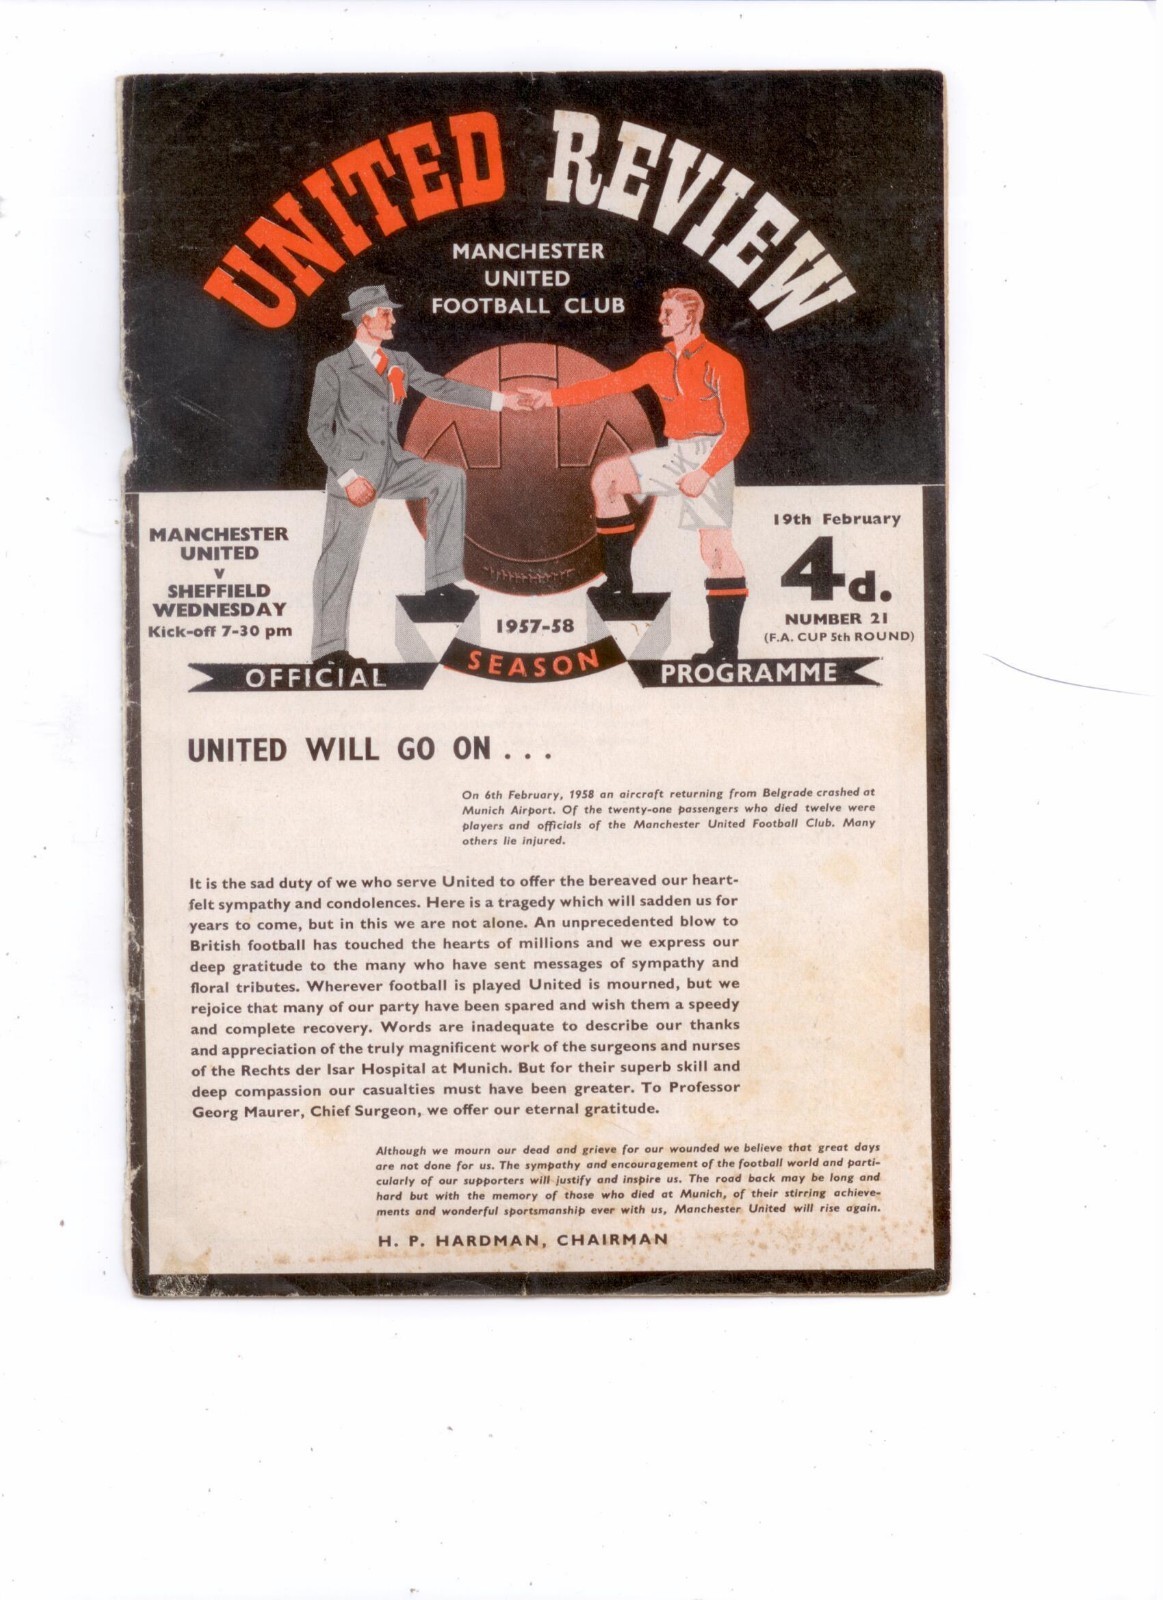 UNITED REVIEW
MANCHESTER
UNITED
FOOTBALL CLUB
MANCHESTER
UNITED
v
SHEFFIELD
WEDNESDAY
Kick-off 7-30 pm
19th February
4d.
NUMBER 21
(F.A. CUP 5th ROUND)
1957-58
OFFICIAL SEASON PROGRAMME
UNITED WILL GO ON . . .
On 6th February, 1958 an aircraft returning from Belgrade crashed at
Munich Airport. Of the twenty-one passengers who died twelve were
players and officials of the Manchester United Football Club. Many
others lie injured.
It is the sad duty of we who serve United to offer the bereaved our heart-
felt sympathy and condolences. Here is a tragedy which will sadden us for
years to come, but in this we are not alone. An unprecedented blow to
British football has touched the hearts of millions and we express our
deep gratitude to the many who have sent messages of sympathy and
floral tributes. Wherever football is played United is mourned, but we
rejoice that many of our party have been spared and wish them a speedy
and complete recovery. Words are inadequate to describe our thanks
and appreciation of the truly magnificent work of the surgeons and nurses
of the Rechts der Isar Hospital at Munich. But for their superb skill and
deep compassion our casualties must have been greater. To Professor
Georg Maurer, Chief Surgeon, we offer our eternal gratitude.
Although we mourn our dead and grieve for our wounded we believe that great days
are not done for us. The sympathy and encouragement of the football world and parti-
cularly of our supporters will justify and inspire us. The road back may be long and
hard but with the memory of those who died at Munich, of their stirring achieve-
ments and wonderful sportsmanship ever with us, Manchester United will rise again.
H. P. HARDMAN, CHAIRMAN